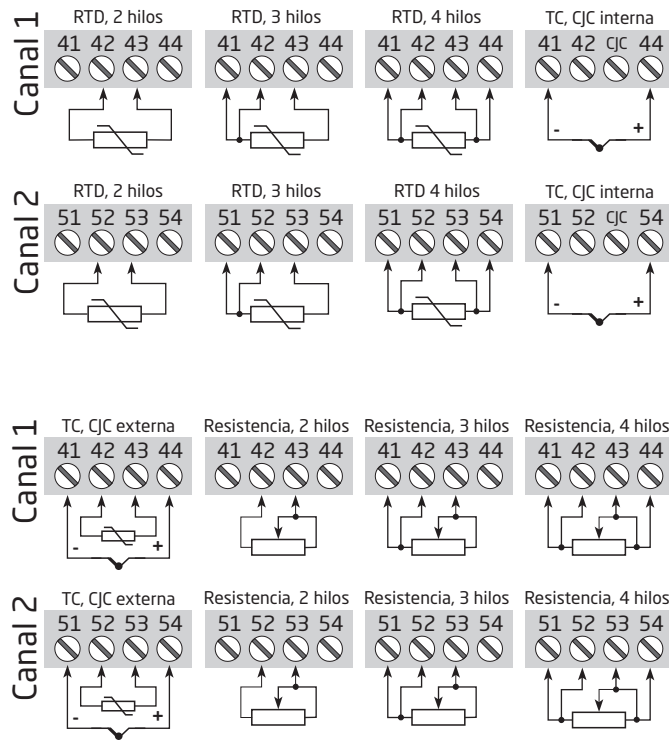 Canal 1
RTD, 2 hilos
41 42 43 44
RTD, 3 hilos
41 42 43 44
RTD, 4 hilos
41 42 43 44
TC, CJC interna
41 42 CJC 44
- +
Canal 2
RTD, 2 hilos
51 52 53 54
RTD, 3 hilos
51 52 53 54
RTD 4 hilos
51 52 53 54
TC, CJC interna
51 52 CJC 54
- +
Canal 1
TC, CJC externa
41 42 43 44
- +
Resistencia, 2 hilos
41 42 43 44
Resistencia, 3 hilos
41 42 43 44
Resistencia, 4 hilos
41 42 43 44
Canal 2
TC, CJC externa
51 52 53 54
- +
Resistencia, 2 hilos
51 52 53 54
Resistencia, 3 hilos
51 52 53 54
Resistencia, 4 hilos
51 52 53 54